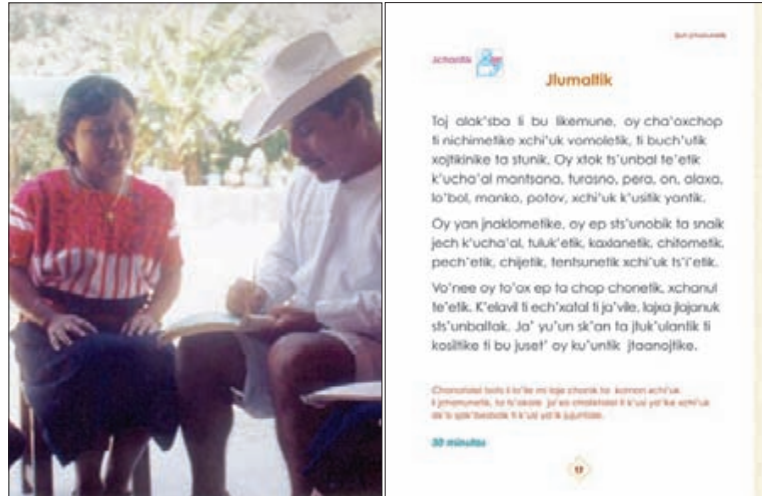 Jchantik
Jlumaltik
Toj alak'sba li bu likemune, oy cha'oxchop
ti nichimetike xchi'uk vomoletik, ti buch'utik
xojtikinike ta stunik. Oy xtok ts'unbal te'etik
k'ucha'al mantsana, turasno, pera, on, alaxa,
lo'bol, manko, potov, xchi'uk k'usitik yantik.
Oy yan jnaklometike, oy ep sts'unobik ta snaik
jech k'ucha'al, tuluk'etik, kaxlanetik, chitometik,
pech'etik, chijetik, tentsunetik xchi'uk ts'i'etik.
Vo'nee oy to'ox ep ta chop chonetik, xchanul
te'etik. K'elavil ti ech'xatal ti ja'vile, lajxa jlajanuk
sts'unbaltak. Ja' yu'un sk'an ta jtuk'ulantik ti
kosiltike ti bu juset' oy ku'untik jtaanojtike.
30 minutos
17